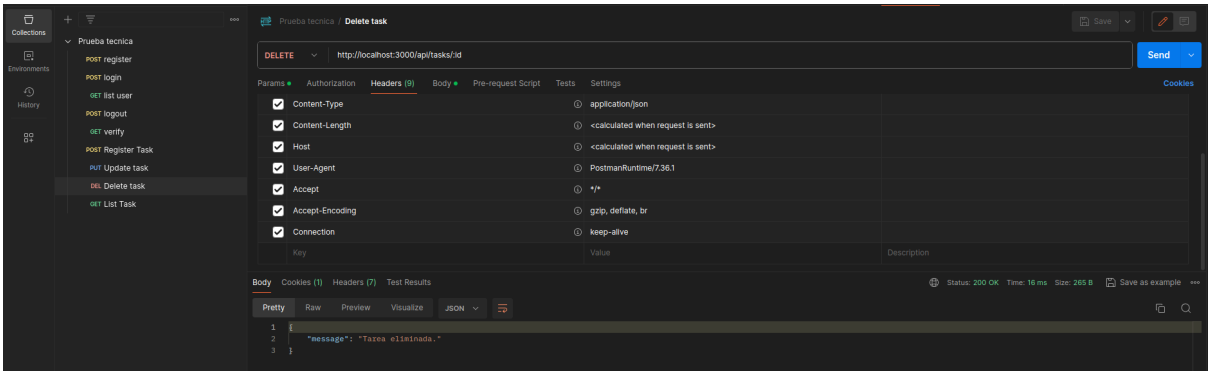 Prueba tecnica / Delete task
Save
Collections
Environments
History
Prueba tecnica
POST register
POST login
GET list user
POST logout
GET verify
POST Register Task
PUT Update task
DEL Delete task
GET List Task
DELETE http://localhost:3000/api/tasks/:id Send
Params Authorization Headers (9) Body Pre-request Script Tests Settings Cookies
Content-Type application/json
Content-Length <calculated when request is sent>
Host <calculated when request is sent>
User-Agent PostmanRuntime/7.36.1
Accept */*
Accept-Encoding gzip, deflate, br
Connection keep-alive
Key Value Description
Body Cookies (1) Headers (7) Test Results Status: 200 OK Time: 16 ms Size: 265 B Save as example
Pretty Raw Preview Visualize JSON
1 {
2 "message": "Tarea eliminada."
3 }